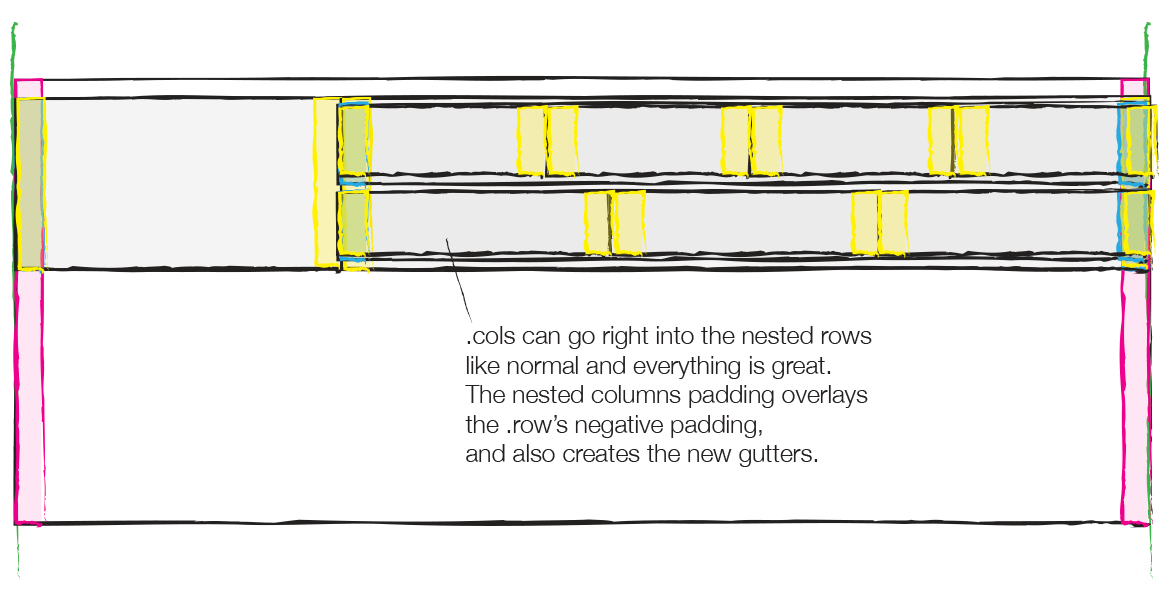 .cols can go right into the nested rows
like normal and everything is great.
The nested columns padding overlays
the .row’s negative padding,
and also creates the new gutters.